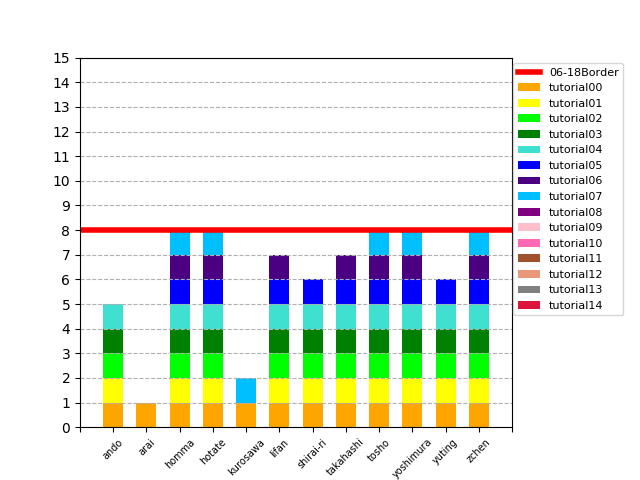 15
14
13
12
11
10
9
8
7
6
5
4
3
2
1
0
ando
arai
homma
hotate
kurosawa
lifan
shirai-ri
takahashi
tosho
yoshimura
yuting
zchen
06-18Border
tutorial00
tutorial01
tutorial02
tutorial03
tutorial04
tutorial05
tutorial06
tutorial07
tutorial08
tutorial09
tutorial10
tutorial11
tutorial12
tutorial13
tutorial14